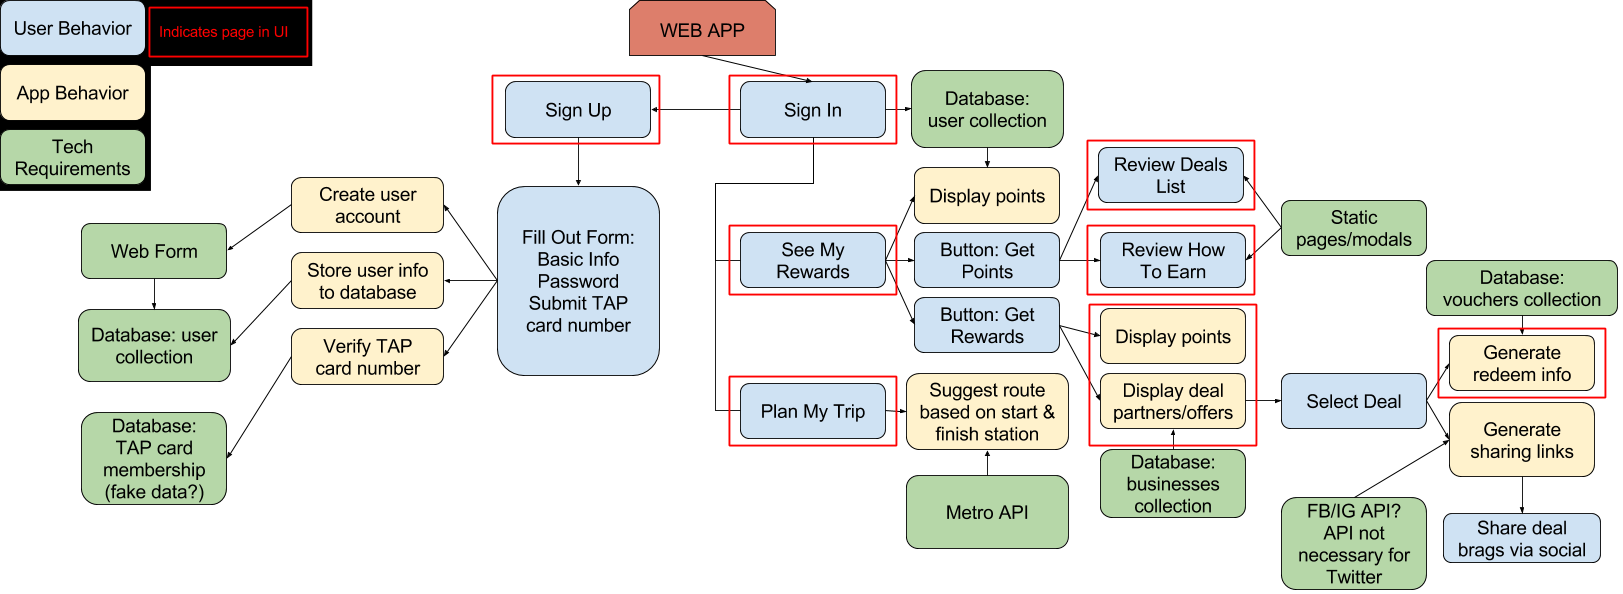 User Behavior
Indicates page in UI
App Behavior
Tech
Requirements
WEB APP
Sign Up
Sign In
Database:
user collection
Create user
account
Web Form
Store user info
to database
Database: user
collection
Verify TAP
card number
Database:
TAP card
membership
(fake data?)
Fill Out Form:
Basic Info
Password
Submit TAP
card number
Display points
See My
Rewards
Button: Get
Points
Button: Get
Rewards
Review Deals
List
Review How
To Earn
Static
pages/modals
Display points
Display deal
partners/offers
Database:
businesses
collection
Plan My Trip
Suggest route
based on start &
finish station
Metro API
Select Deal
Database:
vouchers collection
Generate
redeem info
Generate
sharing links
FB/IG API?
API not
necessary for
Twitter
Share deal
brags via social